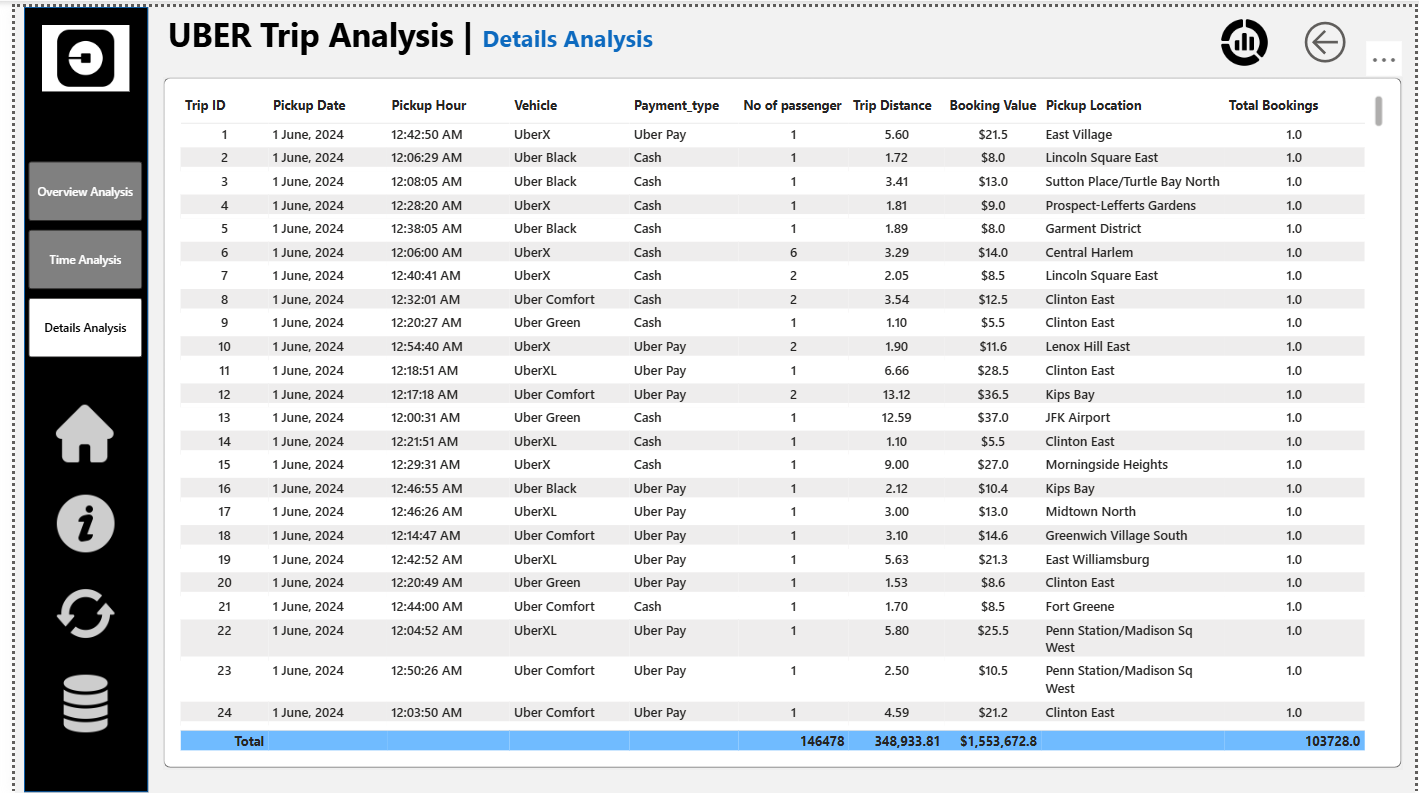 UBER Trip Analysis | Details Analysis
...
Overview Analysis
Time Analysis
Details Analysis
Trip ID Pickup Date Pickup Hour Vehicle Payment_type No of passenger Trip Distance Booking Value Pickup Location Total Bookings
1 1 June, 2024 12:42:50 AM UberX Uber Pay 1 5.60 $21.5 East Village 1.0
2 1 June, 2024 12:06:29 AM Uber Black Cash 1 1.72 $8.0 Lincoln Square East 1.0
3 1 June, 2024 12:08:05 AM Uber Black Cash 1 3.41 $13.0 Sutton Place/Turtle Bay North 1.0
4 1 June, 2024 12:28:20 AM UberX Cash 1 1.81 $9.0 Prospect-Lefferts Gardens 1.0
5 1 June, 2024 12:38:05 AM Uber Black Cash 1 1.89 $8.0 Garment District 1.0
6 1 June, 2024 12:06:00 AM UberX Cash 6 3.29 $14.0 Central Harlem 1.0
7 1 June, 2024 12:40:41 AM UberX Cash 2 2.05 $8.5 Lincoln Square East 1.0
8 1 June, 2024 12:32:01 AM Uber Comfort Cash 2 3.54 $12.5 Clinton East 1.0
9 1 June, 2024 12:20:27 AM Uber Green Cash 1 1.10 $5.5 Clinton East 1.0
10 1 June, 2024 12:54:40 AM UberX Uber Pay 2 1.90 $11.6 Lenox Hill East 1.0
11 1 June, 2024 12:18:51 AM UberXL Uber Pay 1 6.66 $28.5 Clinton East 1.0
12 1 June, 2024 12:17:18 AM Uber Comfort Uber Pay 2 13.12 $36.5 Kips Bay 1.0
13 1 June, 2024 12:00:31 AM Uber Green Cash 1 12.59 $37.0 JFK Airport 1.0
14 1 June, 2024 12:21:51 AM UberXL Cash 1 1.10 $5.5 Clinton East 1.0
15 1 June, 2024 12:29:31 AM UberX Cash 1 9.00 $27.0 Morningside Heights 1.0
16 1 June, 2024 12:46:55 AM Uber Black Uber Pay 1 2.12 $10.4 Kips Bay 1.0
17 1 June, 2024 12:46:26 AM UberXL Uber Pay 1 3.00 $13.0 Midtown North 1.0
18 1 June, 2024 12:14:47 AM Uber Comfort Uber Pay 1 3.10 $14.6 Greenwich Village South 1.0
19 1 June, 2024 12:42:52 AM UberXL Uber Pay 1 5.63 $21.3 East Williamsburg 1.0
20 1 June, 2024 12:20:49 AM Uber Green Uber Pay 1 1.53 $8.6 Clinton East 1.0
21 1 June, 2024 12:44:00 AM Uber Comfort Cash 1 1.70 $8.5 Fort Greene 1.0
22 1 June, 2024 12:04:52 AM UberXL Uber Pay 1 5.80 $25.5 Penn Station/Madison Sq 1.0
West
23 1 June, 2024 12:50:26 AM Uber Comfort Uber Pay 1 2.50 $10.5 Penn Station/Madison Sq 1.0
West
24 1 June, 2024 12:03:50 AM Uber Comfort Uber Pay 1 4.59 $21.2 Clinton East 1.0
Total 146478 348,933.81 $1,553,672.8 103728.0